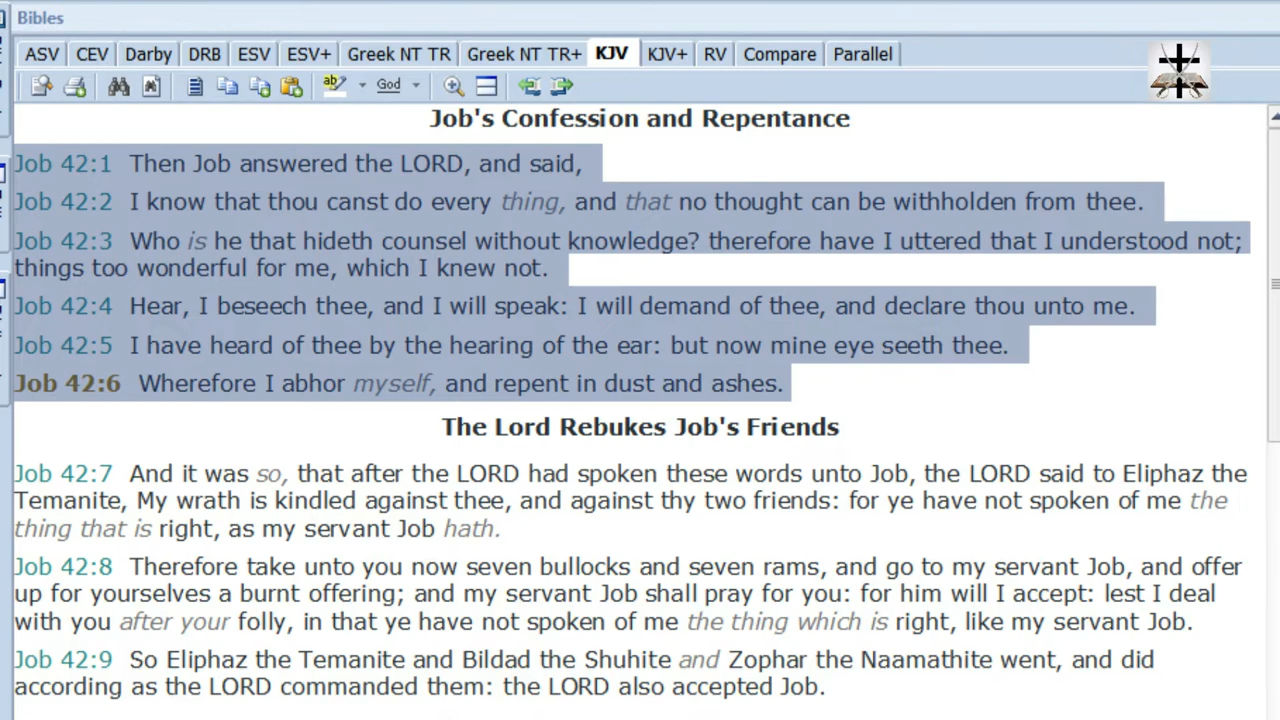 Bibles
ASV CEV Darby DRB ESV ESV+ Greek NT TR Greek NT TR+ KJV KJV+ RV Compare Parallel
ab God
Job's Confession and Repentance
Job 42:1 Then Job answered the LORD, and said,
Job 42:2 I know that thou canst do every thing, and that no thought can be withholden from thee.
Job 42:3 Who is he that hideth counsel without knowledge? therefore have I uttered that I understood not;
things too wonderful for me, which I knew not.
Job 42:4 Hear, I beseech thee, and I will speak: I will demand of thee, and declare thou unto me.
Job 42:5 I have heard of thee by the hearing of the ear: but now mine eye seeth thee.
Job 42:6 Wherefore I abhor myself, and repent in dust and ashes.
The Lord Rebukes Job's Friends
Job 42:7 And it was so, that after the LORD had spoken these words unto Job, the LORD said to Eliphaz the
Temanite, My wrath is kindled against thee, and against thy two friends: for ye have not spoken of me the
thing that is right, as my servant Job hath.
Job 42:8 Therefore take unto you now seven bullocks and seven rams, and go to my servant Job, and offer
up for yourselves a burnt offering; and my servant Job shall pray for you: for him will I accept: lest I deal
with you after your folly, in that ye have not spoken of me the thing which is right, like my servant Job.
Job 42:9 So Eliphaz the Temanite and Bildad the Shuhite and Zophar the Naamathite went, and did
according as the LORD commanded them: the LORD also accepted Job.